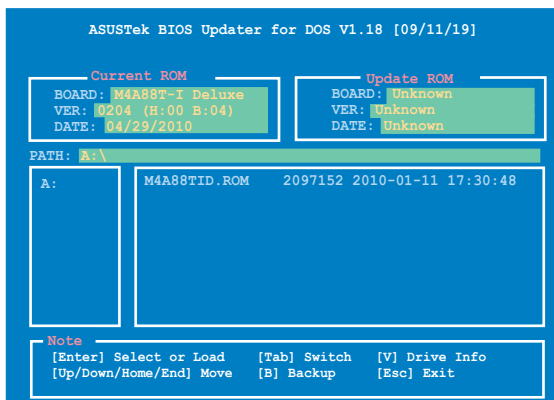 ASUSTek BIOS Updater for DOS V1.18 [09/11/19]
Current ROM
BOARD: M4A88T-I Deluxe
VER: 0204 (H:00 B:04)
DATE: 04/29/2010
Update ROM
BOARD: Unknown
VER: Unknown
DATE: Unknown
PATH: A:\
A:
M4A88TID.ROM 2097152 2010-01-11 17:30:48
Note
[Enter] Select or Load [Tab] Switch [V] Drive Info
[Up/Down/Home/End] Move [B] Backup [Esc] Exit